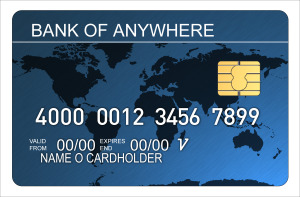 BANK OF ANYWHERE
4000 0012 3456 7899
VALID FROM 00/00 EXPIRES END 00/00 V
NAME O CARDHOLDER